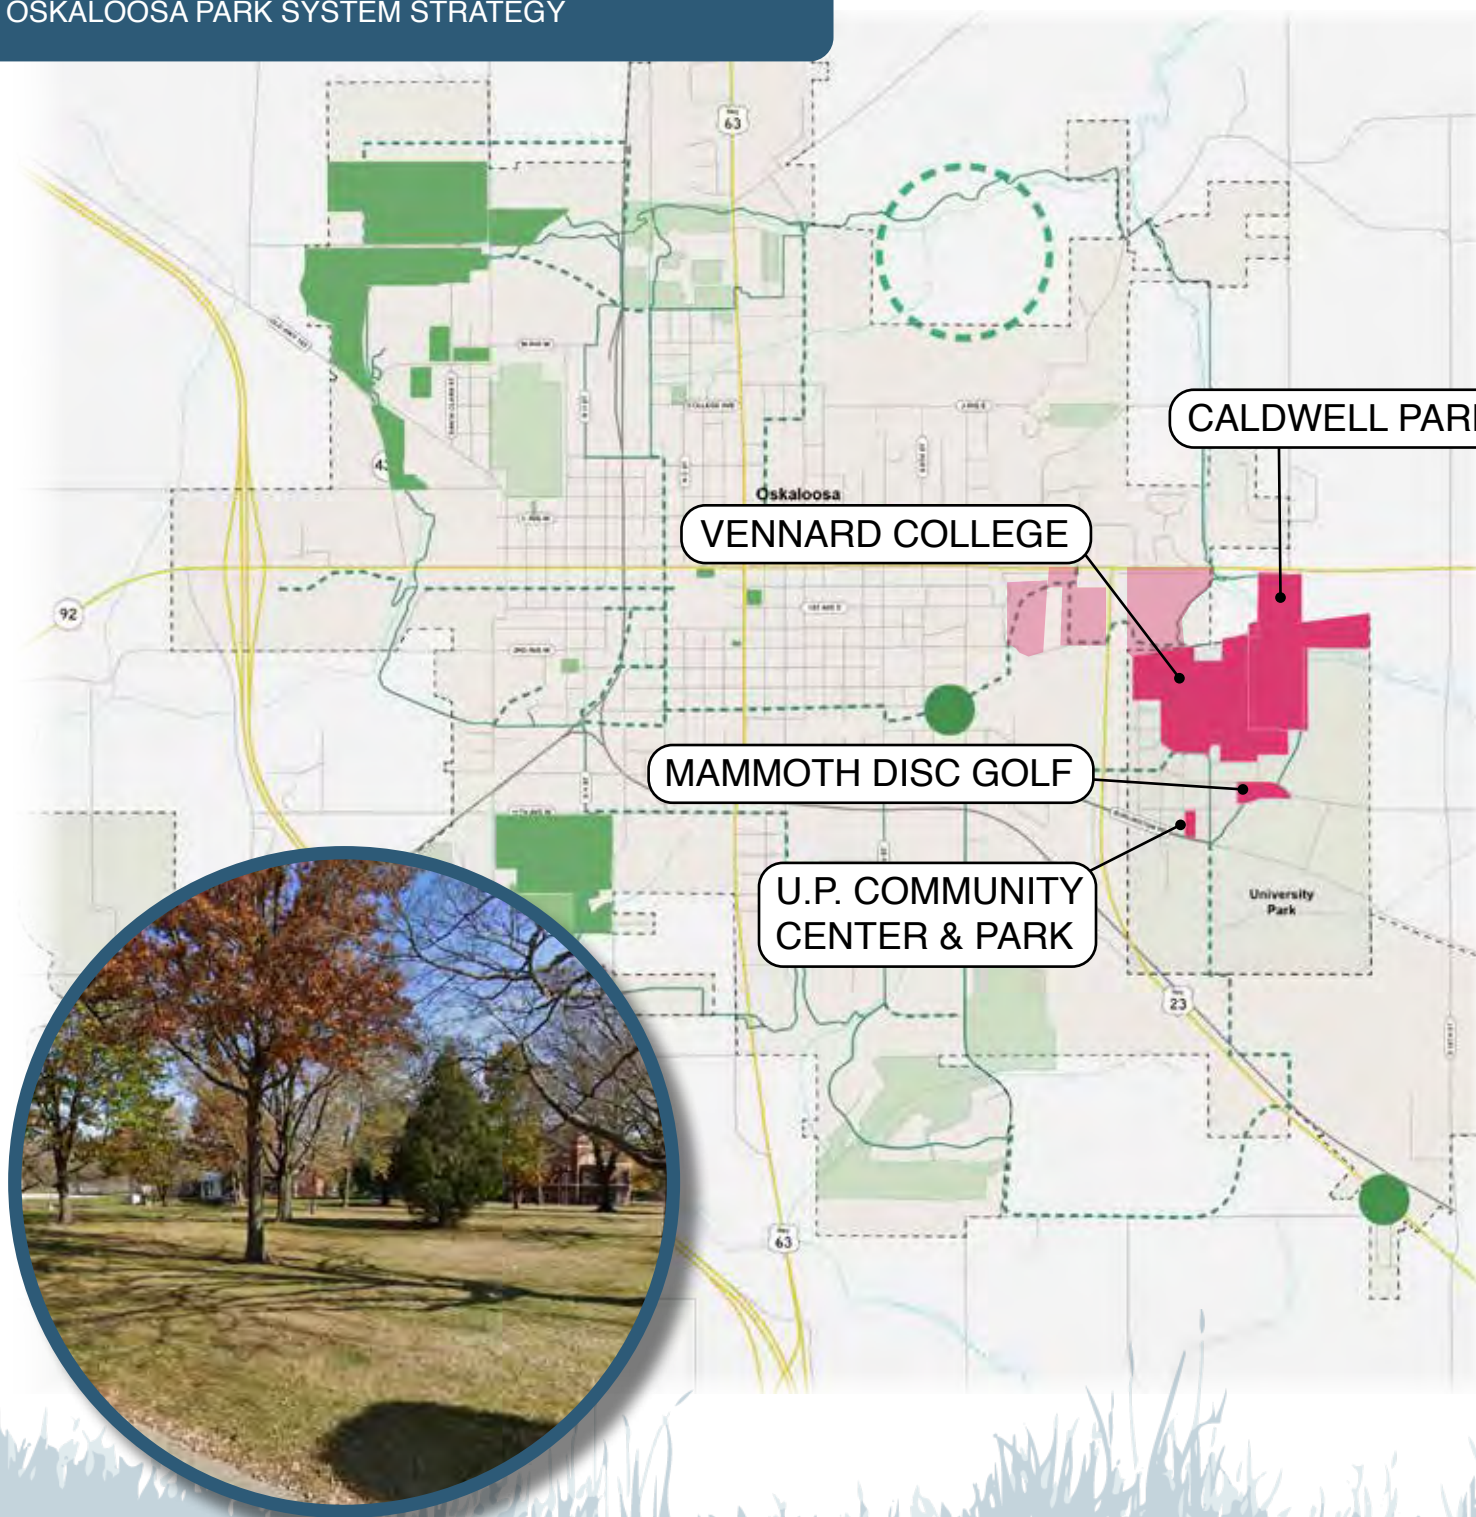 OSKALOOSA PARK SYSTEM STRATEGY
63
CALDWELL PAR
Oskaloosa
VENNARD COLLEGE
92
MAMMOTH DISC GOLF
U.P. COMMUNITY
CENTER & PARK
University
Park
23
63